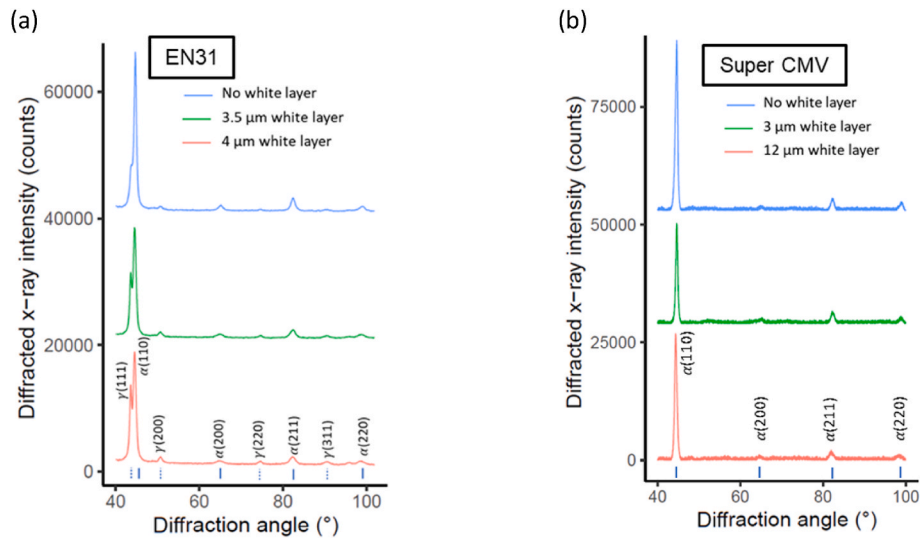 (a)
EN31
No white layer
3.5 µm white layer
4 µm white layer
Diffracted x−ray intensity (counts)
60000
40000
20000
0
γ(111)
α(110)
γ(200)
α(200)
γ(220)
α(211)
γ(311)
α(220)
40
60
80
100
Diffraction angle (°)
(b)
Super CMV
No white layer
3 µm white layer
12 µm white layer
Diffracted x−ray intensity (counts)
75000
50000
25000
0
α(110)
α(200)
α(211)
α(220)
40
60
80
100
Diffraction angle (°)